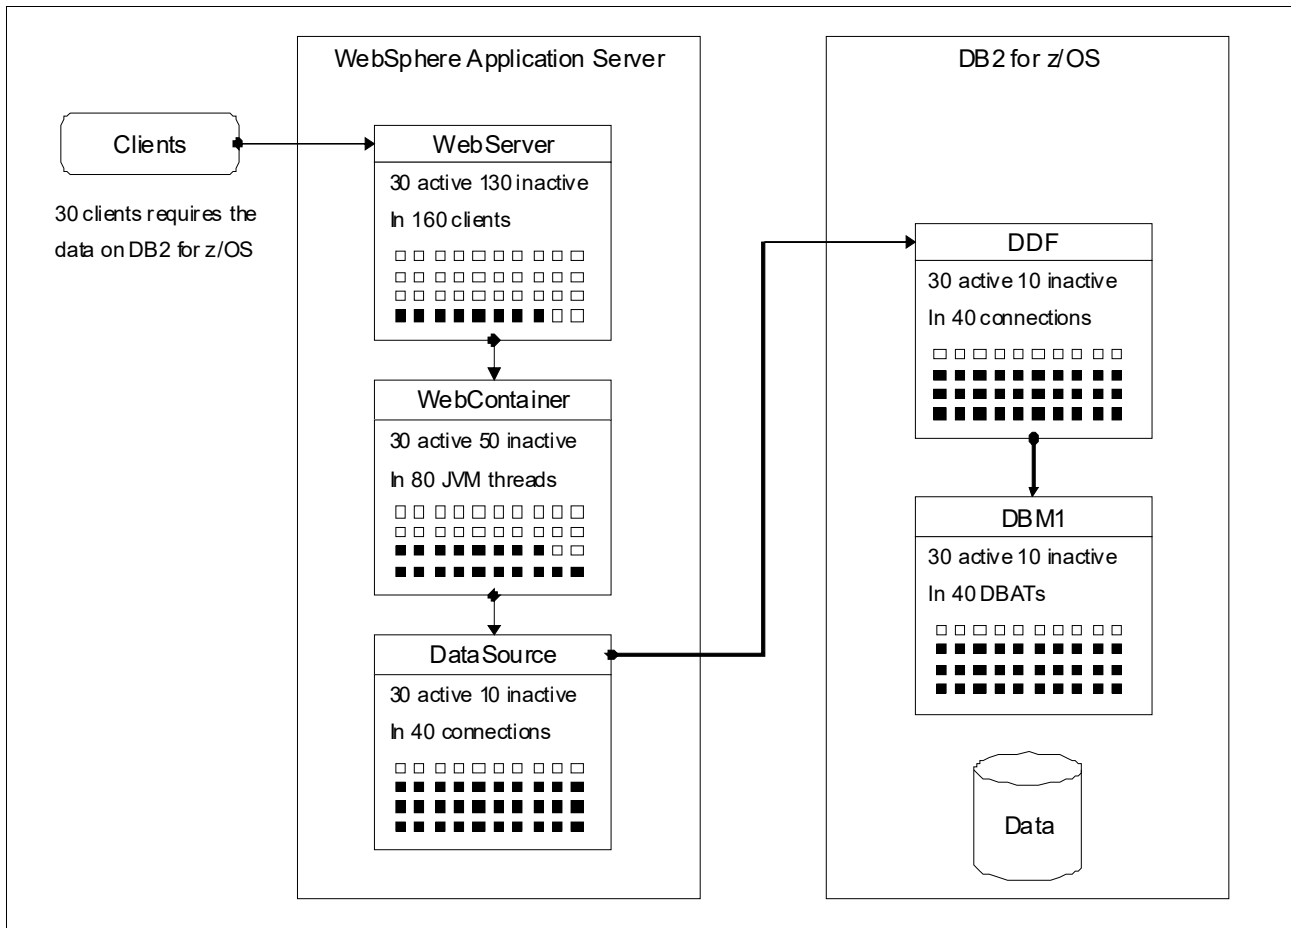 WebSphere Application Server
DB2 for z/OS
Clients
30 clients requires the
data on DB2 for z/OS
WebServer
30 active 130 inactive
In 160 clients
WebContainer
30 active 50 inactive
In 80 JVM threads
DataSource
30 active 10 inactive
In 40 connections
DDF
30 active 10 inactive
In 40 connections
DBM1
30 active 10 inactive
In 40 DBATs
Data